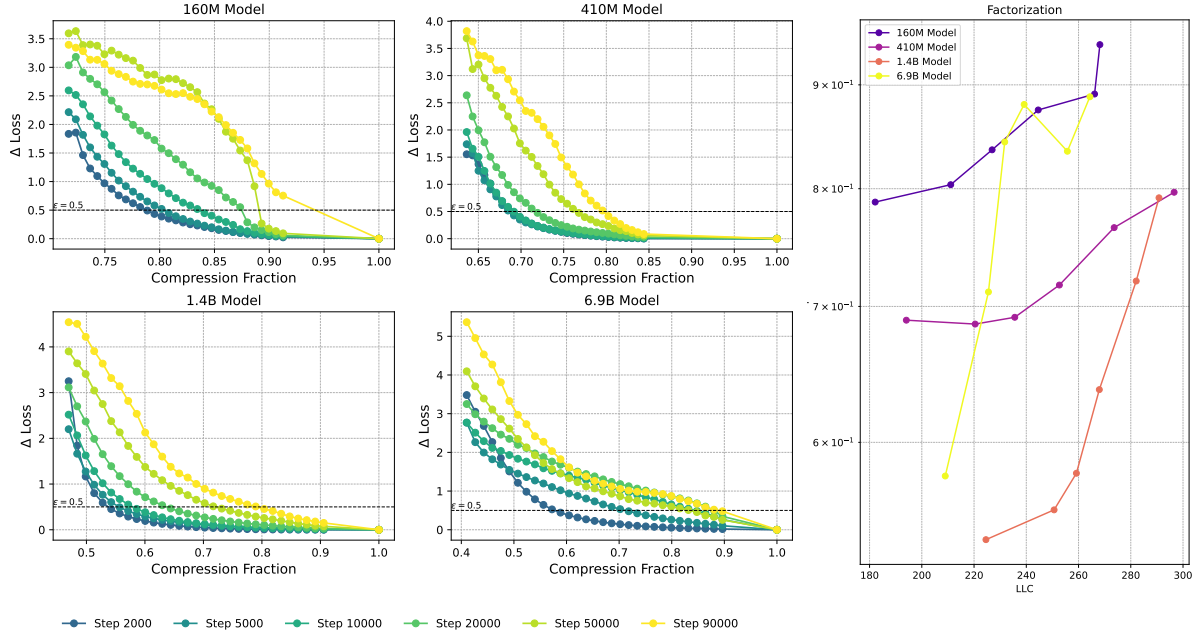 160M Model
3.5
3.0
2.5
2.0
1.5
1.0
0.5
0.0
Δ Loss
ε = 0.5
0.75 0.80 0.85 0.90 0.95 1.00
Compression Fraction
410M Model
4.0
3.5
3.0
2.5
2.0
1.5
1.0
0.5
0.0
Δ Loss
ε = 0.5
0.65 0.70 0.75 0.80 0.85 0.90 0.95 1.00
Compression Fraction
1.4B Model
4
3
2
1
0
Δ Loss
ε = 0.5
0.5 0.6 0.7 0.8 0.9 1.0
Compression Fraction
6.9B Model
5
4
3
2
1
0
Δ Loss
ε = 0.5
0.4 0.5 0.6 0.7 0.8 0.9 1.0
Compression Fraction
Factorization
160M Model
410M Model
1.4B Model
6.9B Model
9 × 10⁻¹
8 × 10⁻¹
7 × 10⁻¹
6 × 10⁻¹
180 200 220 240 260 280 300
LLC
Step 2000 Step 5000 Step 10000 Step 20000 Step 50000 Step 90000